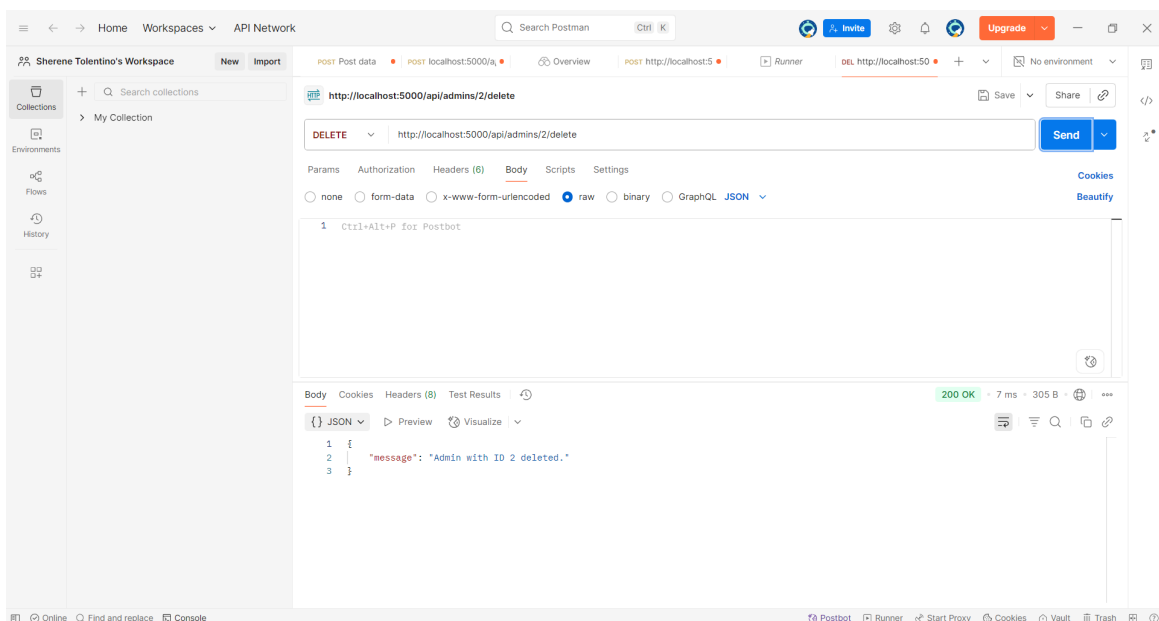 Home Workspaces API Network Search Postman Ctrl K Invite Upgrade
Sherene Tolentino's Workspace New Import POST Post data POST localhost:5000/a, Overview POST http://localhost:5 Runner DEL http://localhost:50 No environment
Collections
Search collections
My Collection
Environments
Flows
History
HTTP http://localhost:5000/api/admins/2/delete Save Share
DELETE http://localhost:5000/api/admins/2/delete Send
Params Authorization Headers (6) Body Scripts Settings Cookies
none form-data x-www-form-urlencoded raw binary GraphQL JSON Beautify
1 Ctrl+Alt+P for Postbot
Body Cookies Headers (8) Test Results 200 OK 7 ms 305 B
{} JSON Preview Visualize
1 {
2 "message": "Admin with ID 2 deleted."
3 }
Online Find and replace Console Postbot Runner Start Proxy Cookies Vault Trash